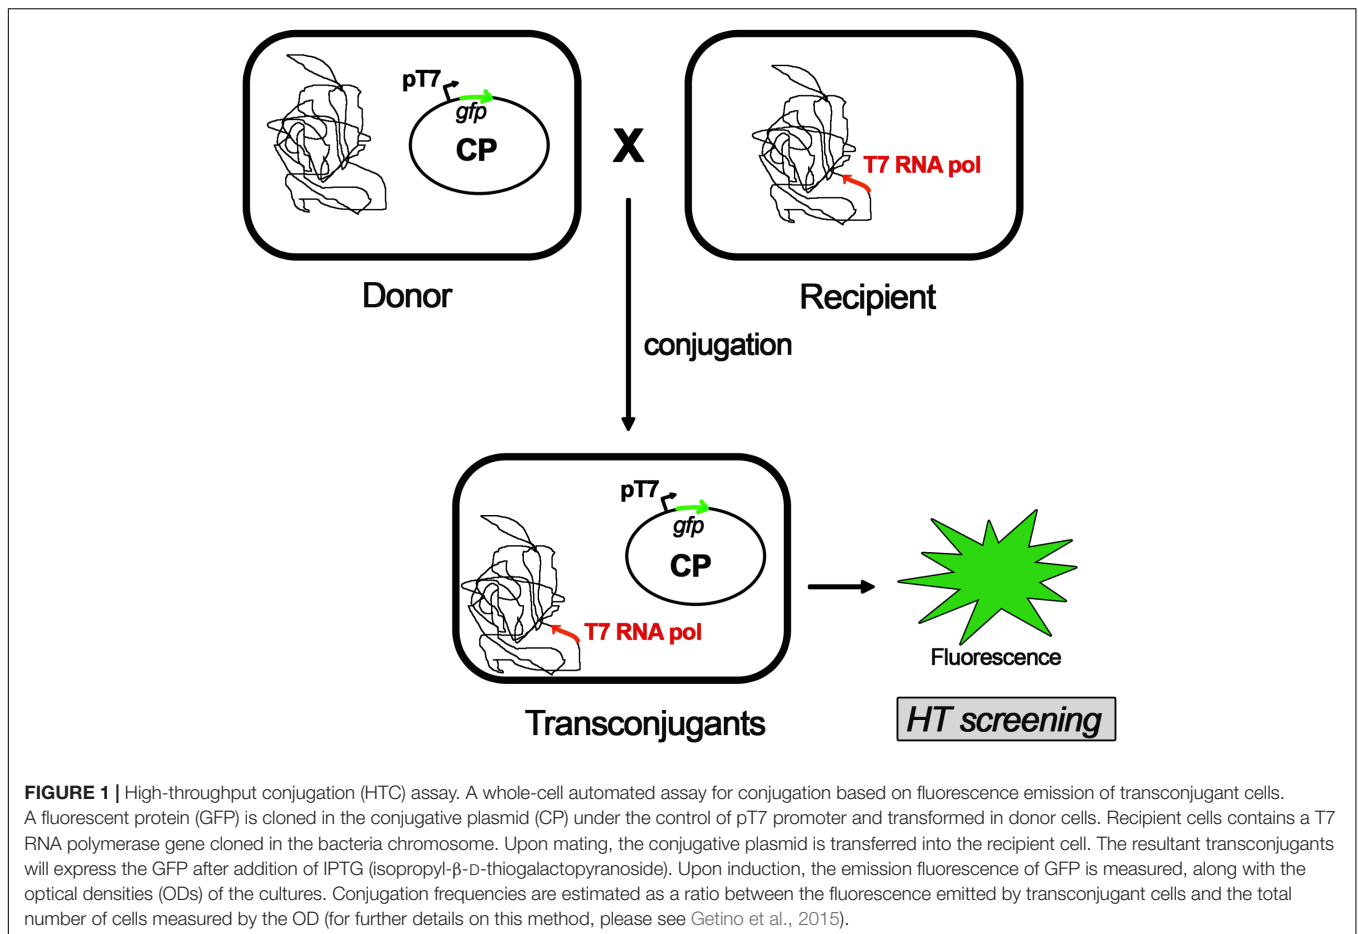 pT7
gfp
CP
X
T7 RNA pol
Donor
Recipient
conjugation
pT7
gfp
CP
T7 RNA pol
Fluorescence
Transconjugants
HT screening
FIGURE 1 | High-throughput conjugation (HTC) assay. A whole-cell automated assay for conjugation based on fluorescence emission of transconjugant cells.
A fluorescent protein (GFP) is cloned in the conjugative plasmid (CP) under the control of pT7 promoter and transformed in donor cells. Recipient cells contains a T7
RNA polymerase gene cloned in the bacteria chromosome. Upon mating, the conjugative plasmid is transferred into the recipient cell. The resultant transconjugants
will express the GFP after addition of IPTG (isopropyl-β-D-thiogalactopyranoside). Upon induction, the emission fluorescence of GFP is measured, along with the
optical densities (ODs) of the cultures. Conjugation frequencies are estimated as a ratio between the fluorescence emitted by transconjugant cells and the total
number of cells measured by the OD (for further details on this method, please see Getino et al., 2015).